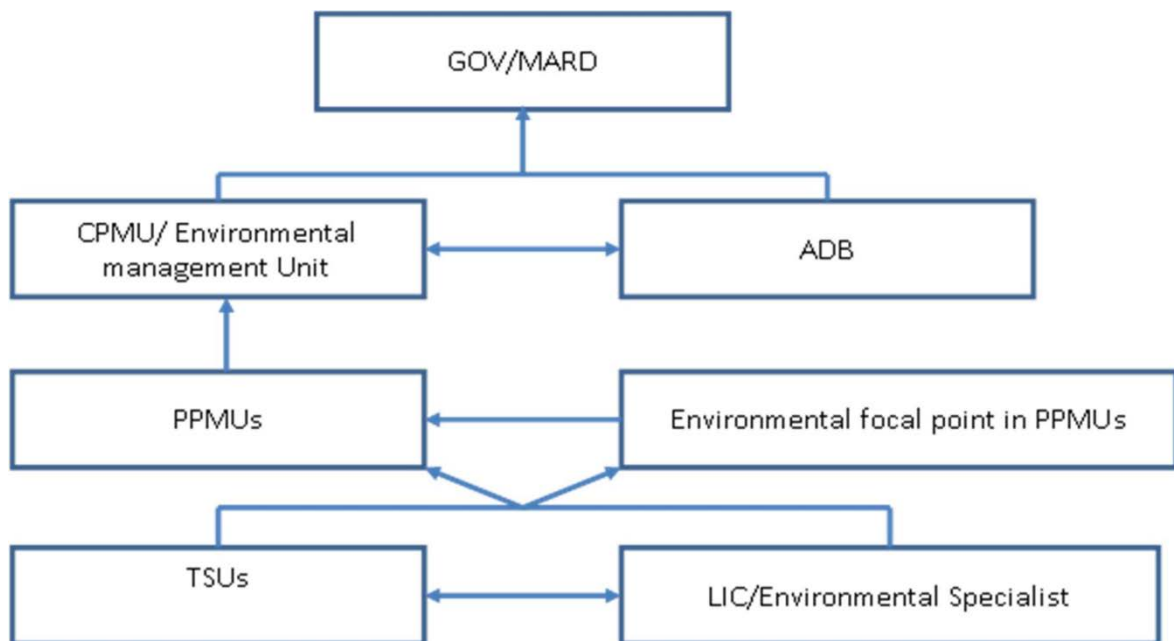 GOV/MARD
CPMU/ Environmental
management Unit
ADB
PPMUs
Environmental focal point in PPMUs
TSUs
LIC/Environmental Specialist